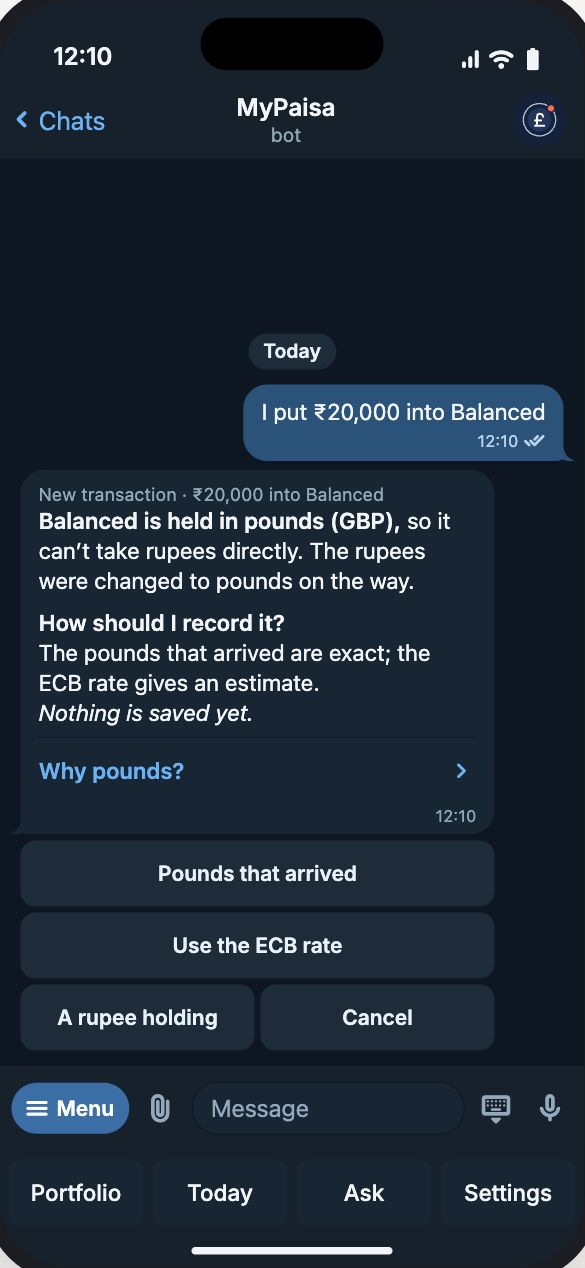 12:10
Chats
MyPaisa
bot
£
Today
I put ₹20,000 into Balanced
12:10
New transaction · ₹20,000 into Balanced
Balanced is held in pounds (GBP), so it
can’t take rupees directly. The rupees
were changed to pounds on the way.
How should I record it?
The pounds that arrived are exact; the
ECB rate gives an estimate.
Nothing is saved yet.
Why pounds?
12:10
Pounds that arrived
Use the ECB rate
A rupee holding
Cancel
Menu
Message
Portfolio
Today
Ask
Settings